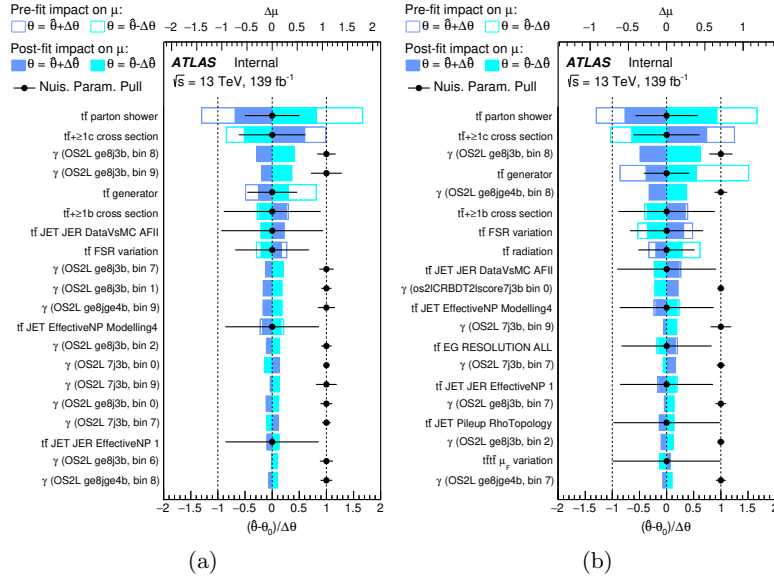 Pre-fit impact on μ:
θ = θ̂+Δθ θ = θ̂-Δθ
Post-fit impact on μ:
θ = θ̂+Δθ̂ θ = θ̂-Δθ̂
Nuis. Param. Pull
Δμ
−2 −1.5 −1 −0.5 0 0.5 1 1.5 2
ATLAS Internal
√s = 13 TeV, 139 fb⁻¹
tt̄ parton shower
tt̄+≥1c cross section
γ (OS2L ge8j3b, bin 8)
γ (OS2L ge8j3b, bin 9)
tt̄ generator
tt̄+≥1b cross section
tt̄ JET JER DataVsMC AFII
tt̄ FSR variation
γ (OS2L ge8j3b, bin 7)
γ (OS2L ge8j3b, bin 1)
γ (OS2L ge8jge4b, bin 9)
tt̄ JET EffectiveNP Modelling4
γ (OS2L ge8j3b, bin 2)
γ (OS2L 7j3b, bin 0)
γ (OS2L 7j3b, bin 9)
γ (OS2L ge8j3b, bin 0)
γ (OS2L 7j3b, bin 7)
tt̄ JET JER EffectiveNP 1
γ (OS2L ge8j3b, bin 6)
γ (OS2L ge8jge4b, bin 8)
−2 −1.5 −1 −0.5 0 0.5 1 1.5 2
(θ̂-θ₀)/Δθ
(a)
Pre-fit impact on μ:
θ = θ̂+Δθ θ = θ̂-Δθ
Post-fit impact on μ:
θ = θ̂+Δθ̂ θ = θ̂-Δθ̂
Nuis. Param. Pull
Δμ
−1 −0.5 0 0.5 1
ATLAS Internal
√s = 13 TeV, 139 fb⁻¹
tt̄ parton shower
tt̄+≥1c cross section
γ (OS2L ge8j3b, bin 8)
tt̄ generator
γ (OS2L ge8jge4b, bin 8)
tt̄+≥1b cross section
tt̄ FSR variation
tt̄ radiation
tt̄ JET JER DataVsMC AFII
γ (os2lCRBDT2lscore7j3b bin 0)
tt̄ JET EffectiveNP Modelling4
γ (OS2L 7j3b, bin 9)
tt̄ EG RESOLUTION ALL
γ (OS2L 7j3b, bin 7)
tt̄ JET JER EffectiveNP 1
γ (OS2L ge8j3b, bin 7)
tt̄ JET Pileup RhoTopology
γ (OS2L ge8j3b, bin 2)
tt̄tt̄ μ_F variation
γ (OS2L ge8jge4b, bin 7)
−2 −1.5 −1 −0.5 0 0.5 1 1.5 2
(θ̂-θ₀)/Δθ
(b)